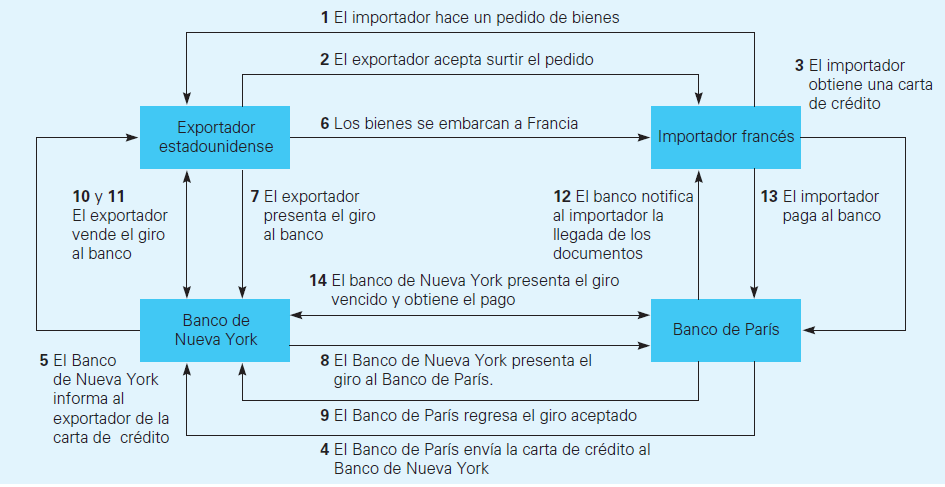 1 El importador hace un pedido de bienes
2 El exportador acepta surtir el pedido
3 El importador
obtiene una carta
de crédito
Exportador
estadounidense
6 Los bienes se embarcan a Francia
Importador francés
10 y 11
El exportador
vende el giro
al banco
7 El exportador
presenta el giro
al banco
12 El banco notifica
al importador la
llegada de los
documentos
13 El importador
paga al banco
14 El banco de Nueva York presenta el giro
vencido y obtiene el pago
Banco de
Nueva York
Banco de París
5 El Banco
de Nueva York
informa al
exportador de la
carta de crédito
8 El Banco de Nueva York presenta el
giro al Banco de París.
9 El Banco de París regresa el giro aceptado
4 El Banco de París envía la carta de crédito al
Banco de Nueva York